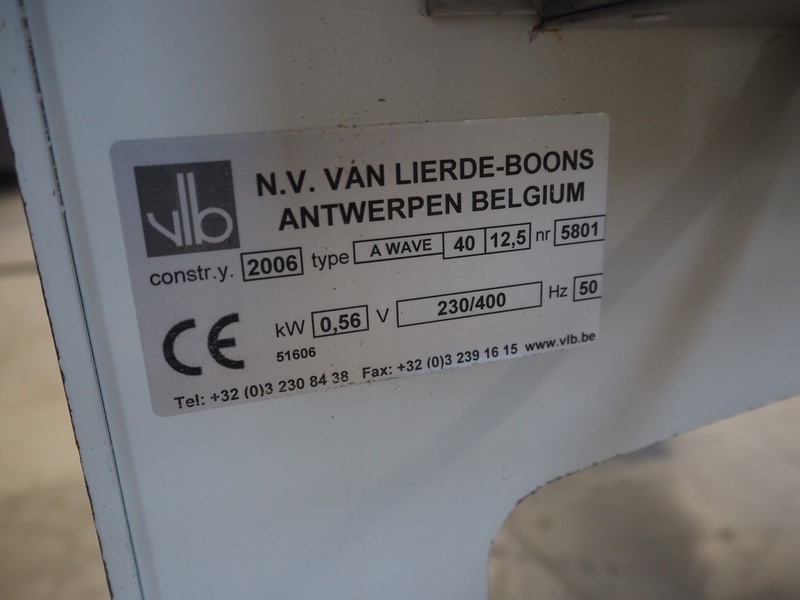 vlb
N.V. VAN LIERDE-BOONS
ANTWERPEN BELGIUM
constr.y. 2006 type A WAVE 40 12,5 nr 5801
CE kW 0,56 V 230/400 Hz 50
51606
Tel: +32 (0)3 230 84 38 Fax: +32 (0)3 239 16 15 www.vlb.be